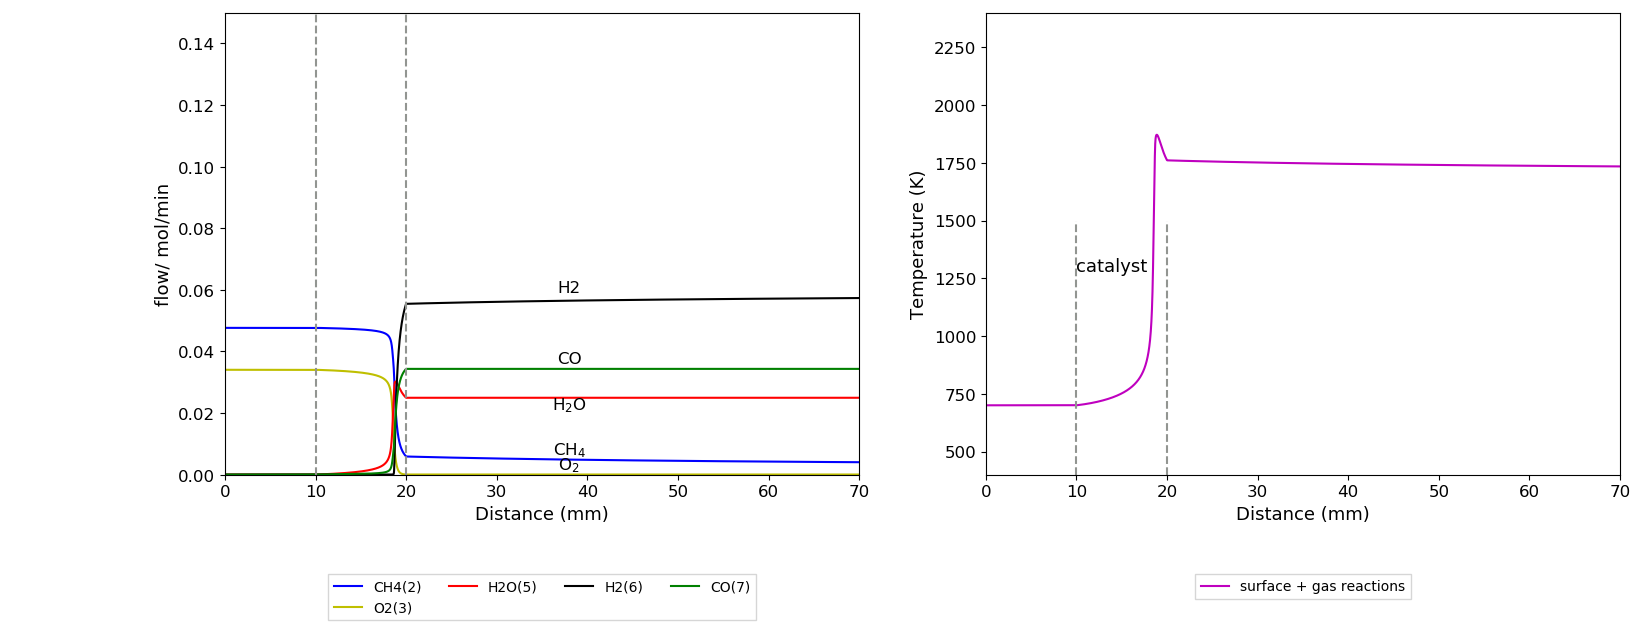 0.14
0.12
0.10
0.08
0.06
0.04
0.02
0.00
flow/ mol/min
H2
CO
H₂O
CH₄
O₂
0 10 20 30 40 50 60 70
Distance (mm)
CH4(2) H2O(5) H2(6) CO(7)
O2(3)
2250
2000
1750
1500
1250
1000
750
500
Temperature (K)
catalyst
0 10 20 30 40 50 60 70
Distance (mm)
surface + gas reactions